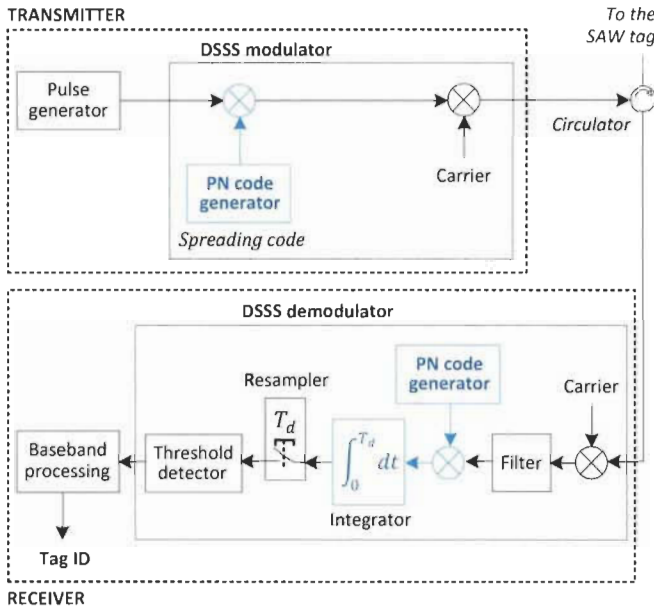 TRANSMITTER
To the
SAW tag
DSSS modulator
Pulse
generator
Circulator
PN code
generator
Carrier
Spreading code
DSSS demodulator
PN code
generator
Carrier
Resampler
T_d
Baseband
processing
Threshold
detector
∫_0^{T_d} dt
Filter
Integrator
Tag ID
RECEIVER